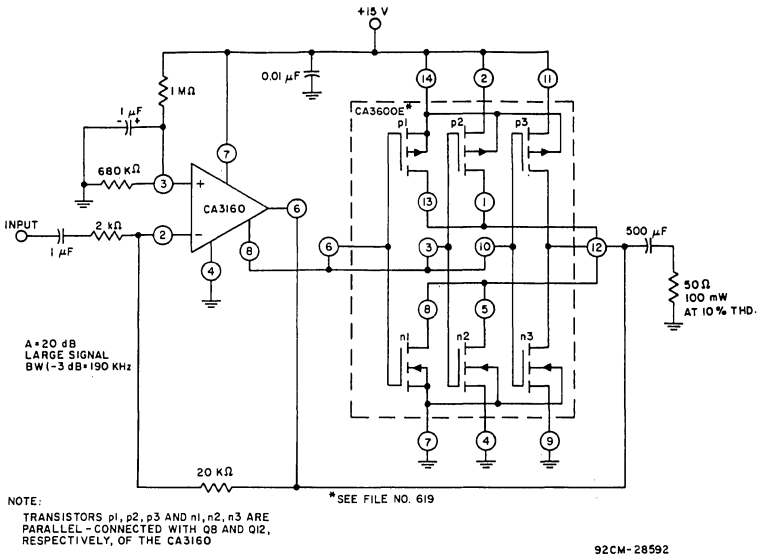 +15 V
0.01 µF
1 MΩ
1 µF
- +
680 KΩ
3
+
7
CA3160
6
INPUT
1 µF
2 kΩ
2
-
4
8
14
2
11
CA3600E*
p1
p2
p3
13
1
6
3
10
12
500 µF
50Ω
100 mW
AT 10% THD.
8
5
n1
n2
n3
7
4
9
A = 20 dB
LARGE SIGNAL
BW (-3 dB = 190 KHz
20 KΩ
*SEE FILE NO. 619
NOTE:
TRANSISTORS p1, p2, p3 AND n1, n2, n3 ARE
PARALLEL-CONNECTED WITH Q8 AND Q12,
RESPECTIVELY, OF THE CA3160
92CM-28592